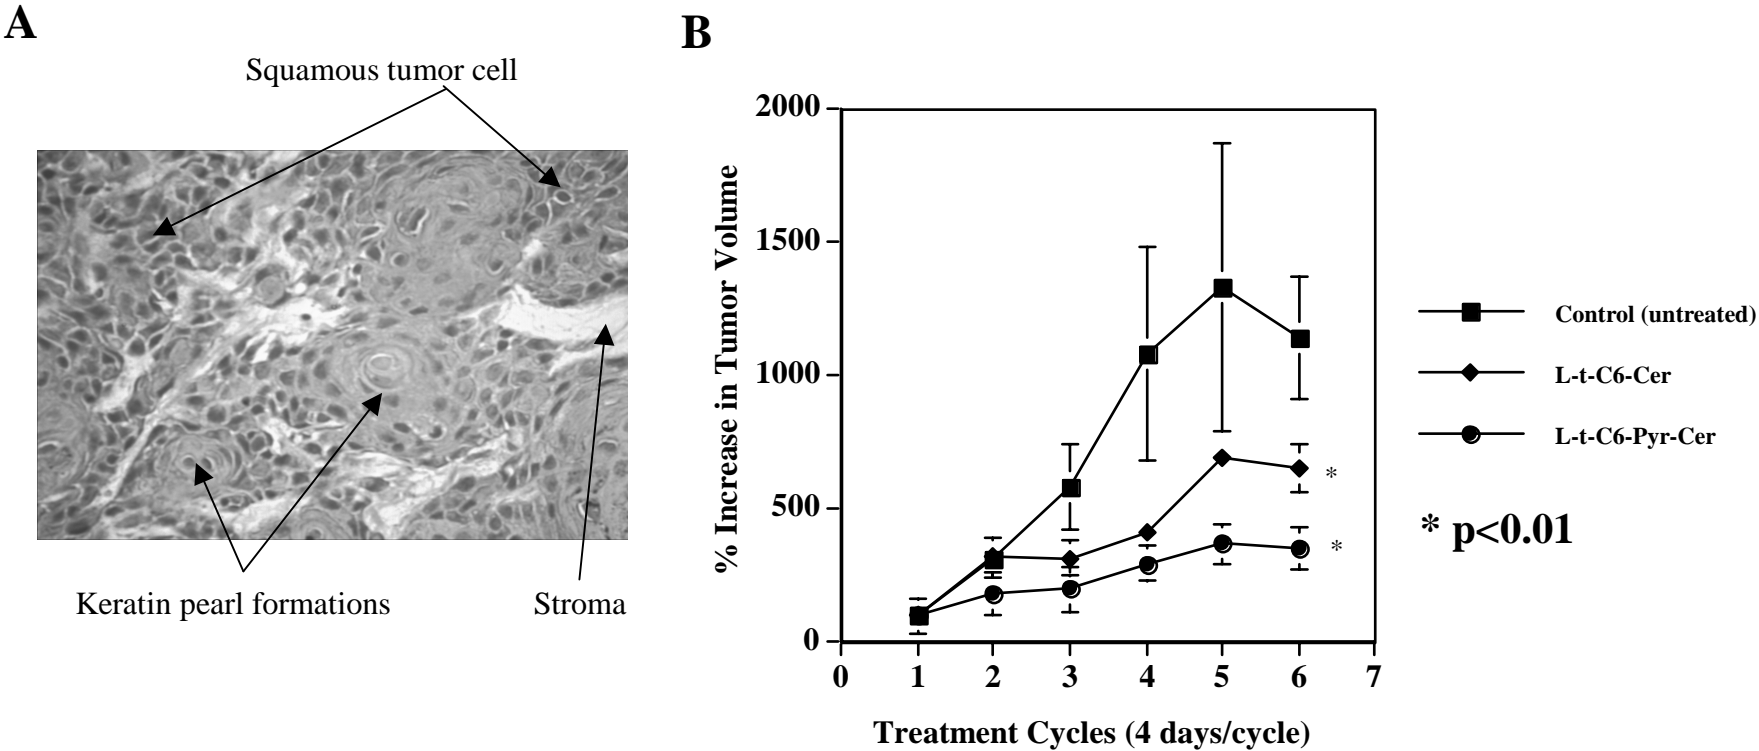 A
Squamous tumor cell
Keratin pearl formations
Stroma
B
% Increase in Tumor Volume
2000
1500
1000
500
0
0 1 2 3 4 5 6 7
Treatment Cycles (4 days/cycle)
*
*
Control (untreated)
L-t-C6-Cer
L-t-C6-Pyr-Cer
* p<0.01